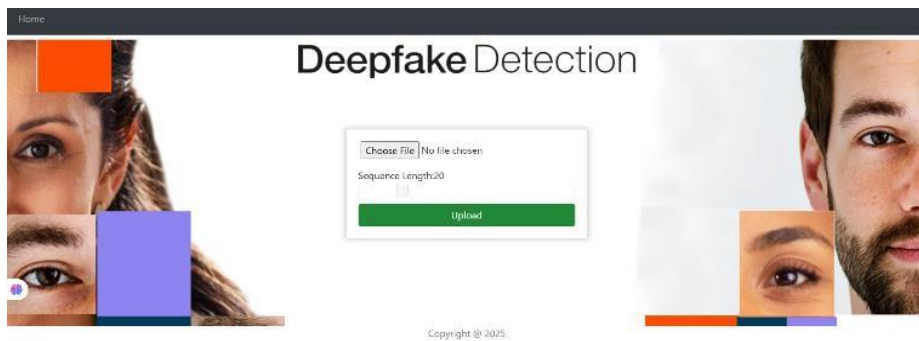 Home
Deepfake Detection
Choose File No file chosen
Sequence Length:20
Upload
Copyright @ 2025